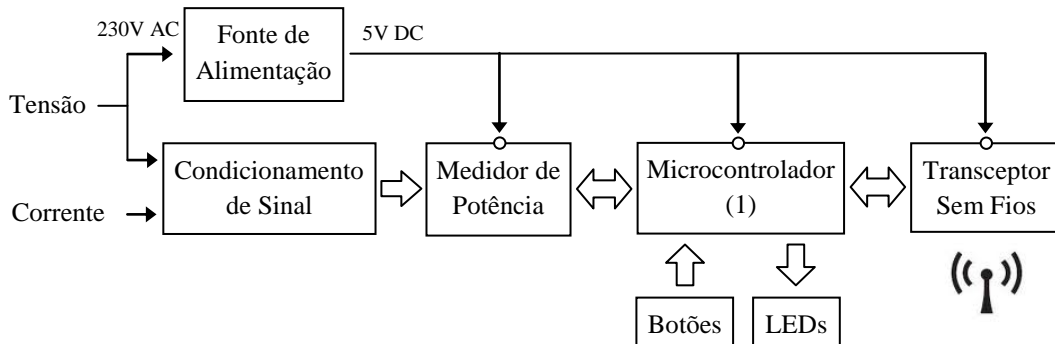 230V AC
Fonte de
Alimentação
5V DC
Tensão
Corrente
Condicionamento
de Sinal
Medidor de
Potência
Microcontrolador
(1)
Transceptor
Sem Fios
Botões
LEDs